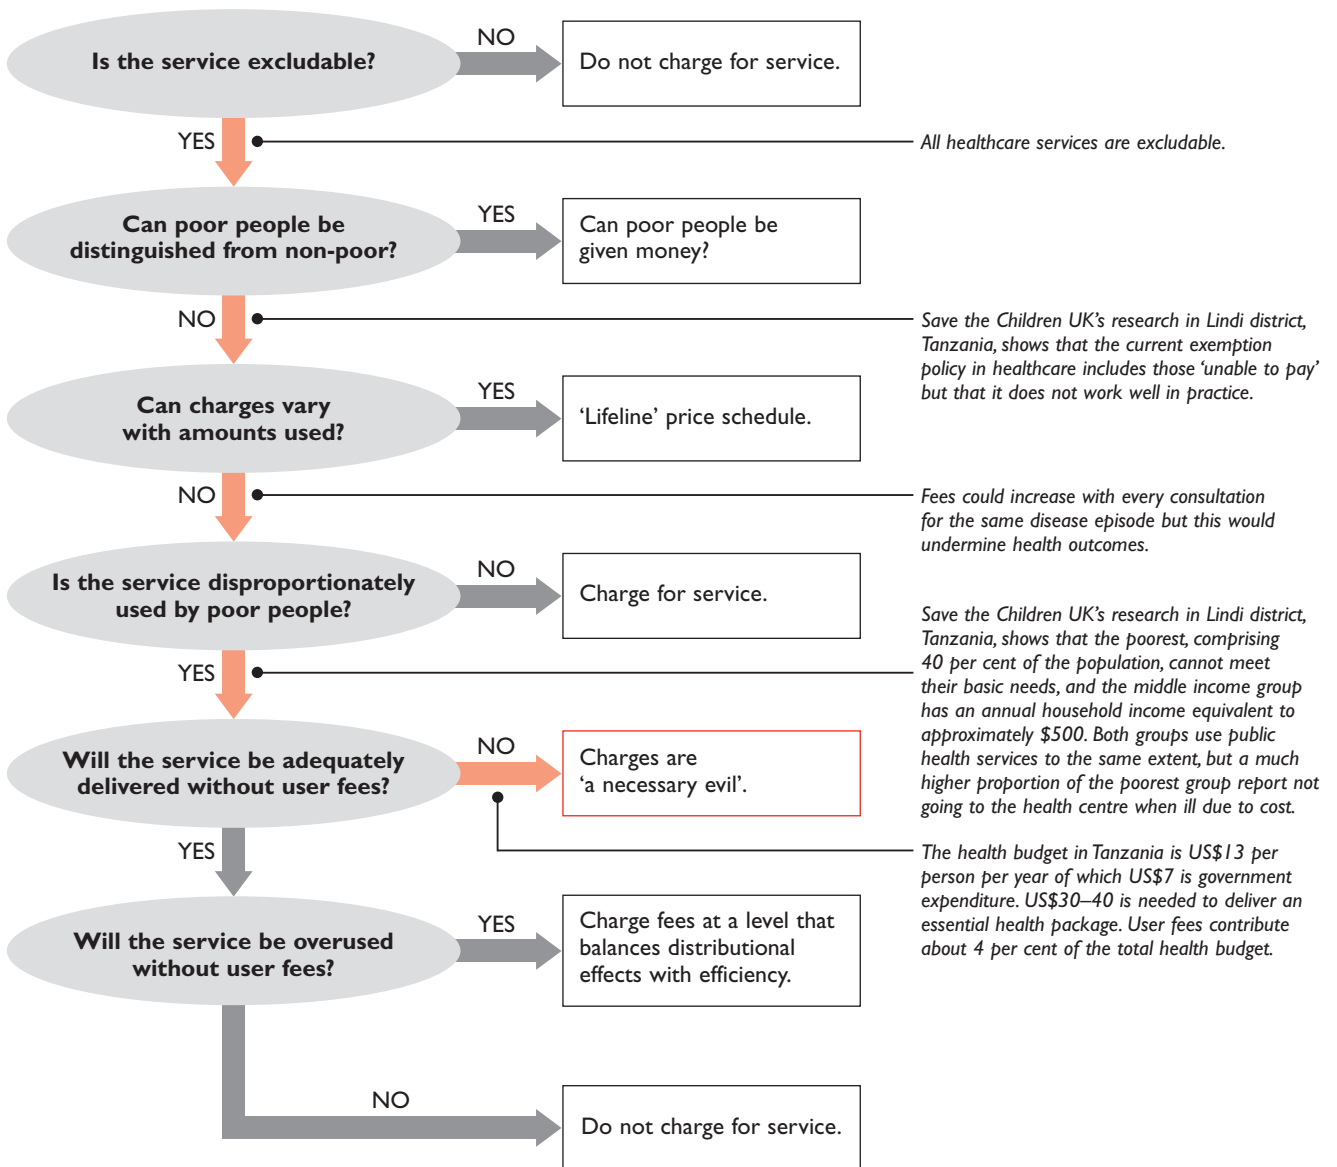 Is the service excludable?
NO
Do not charge for service.
YES
All healthcare services are excludable.
Can poor people be
distinguished from non-poor?
YES
Can poor people be
given money?
NO
Save the Children UK’s research in Lindi district,
Tanzania, shows that the current exemption
policy in healthcare includes those ‘unable to pay’
but that it does not work well in practice.
Can charges vary
with amounts used?
YES
‘Lifeline’ price schedule.
NO
Fees could increase with every consultation
for the same disease episode but this would
undermine health outcomes.
Is the service disproportionately
used by poor people?
NO
Charge for service.
YES
Save the Children UK’s research in Lindi district,
Tanzania, shows that the poorest, comprising
40 per cent of the population, cannot meet
their basic needs, and the middle income group
has an annual household income equivalent to
approximately $500. Both groups use public
health services to the same extent, but a much
higher proportion of the poorest group report not
going to the health centre when ill due to cost.
Will the service be adequately
delivered without user fees?
NO
Charges are
‘a necessary evil’.
YES
The health budget in Tanzania is US$13 per
person per year of which US$7 is government
expenditure. US$30–40 is needed to deliver an
essential health package. User fees contribute
about 4 per cent of the total health budget.
Will the service be overused
without user fees?
YES
Charge fees at a level that
balances distributional
effects with efficiency.
NO
Do not charge for service.